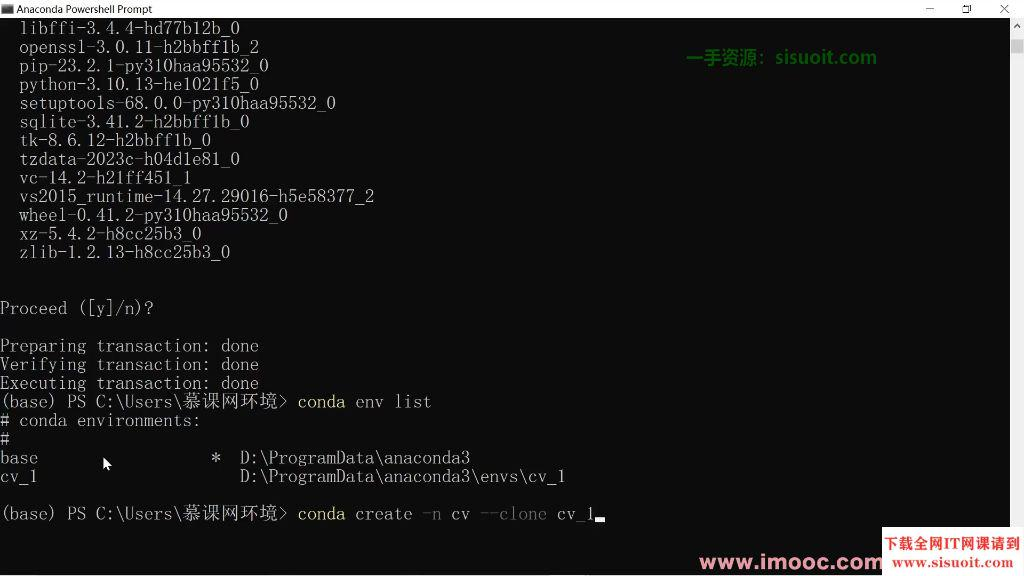 Anaconda Powershell Prompt
libffi-3.4.4-hd77b12b_0
openssl-3.0.11-h2bbff1b_2
pip-23.2.1-py310haa95532_0
python-3.10.13-he1021f5_0
setuptools-68.0.0-py310haa95532_0
sqlite-3.41.2-h2bbff1b_0
tk-8.6.12-h2bbff1b_0
tzdata-2023c-h04d1e81_0
vc-14.2-h21ff451_1
vs2015_runtime-14.27.29016-h5e58377_2
wheel-0.41.2-py310haa95532_0
xz-5.4.2-h8cc25b3_0
zlib-1.2.13-h8cc25b3_0
一手资源：sisuoit.com
Proceed ([y]/n)?
Preparing transaction: done
Verifying transaction: done
Executing transaction: done
(base) PS C:\Users\慕课网环境> conda env list
# conda environments:
#
base * D:\ProgramData\anaconda3
cv_1 D:\ProgramData\anaconda3\envs\cv_1
(base) PS C:\Users\慕课网环境> conda create -n cv --clone cv_1
www.imooc.com
下载全网IT网课请到
www.sisuoit.com